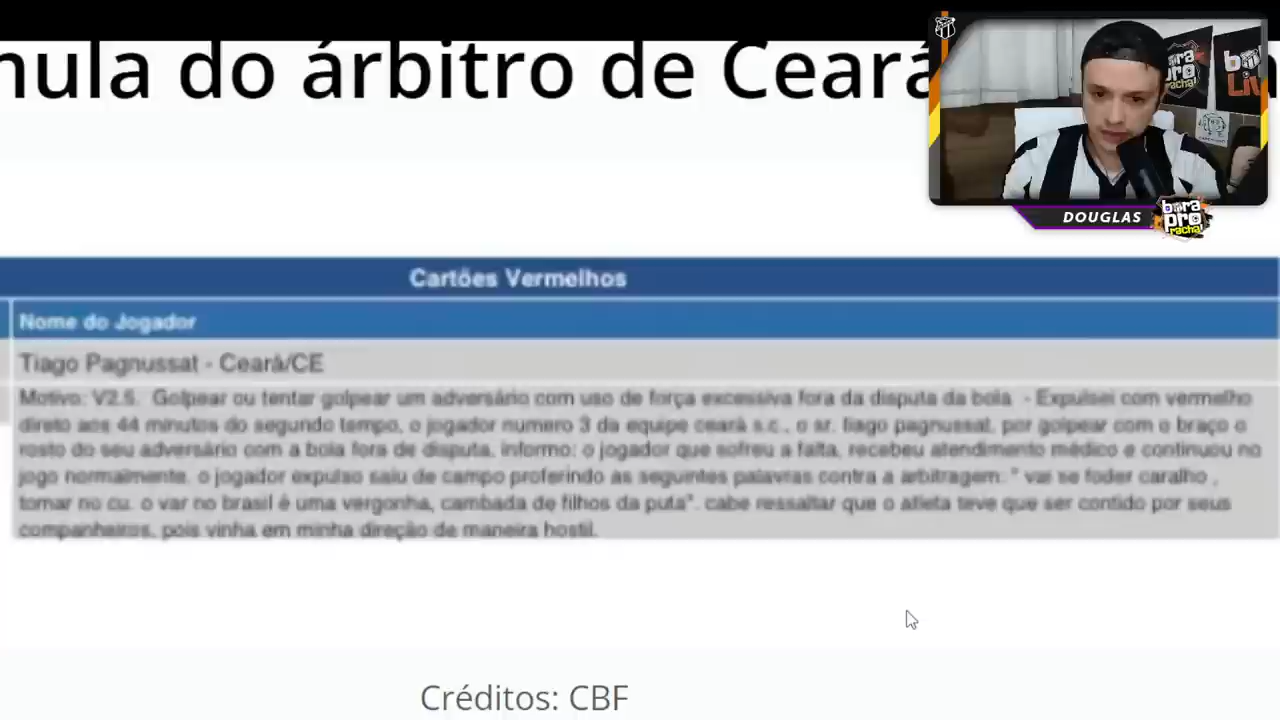 nula do árbitro de Ceará
DOUGLAS
bora
pro
racha!
Cartões Vermelhos
Nome do Jogador
Tiago Pagnussat - Ceará/CE
Motivo: V2.5. Golpear ou tentar golpear um adversário com uso de força excessiva fora da disputa da bola - Expulsei com vermelho
direto aos 44 minutos do segundo tempo, o jogador numero 3 da equipe ceará s.c., o sr. tiago pagnussat, por golpear com o braço o
rosto do seu adversário com a bola fora de disputa, informo: o jogador que sofreu a falta, recebeu atendimento médico e continuou no
jogo normalmente. o jogador expulso saiu de campo proferindo as seguintes palavras contra a arbitragem: " vai se foder caralho ,
tomar no cu. o var no brasil é uma vergonha, cambada de filhos da puta". cabe ressaltar que o atleta teve que ser contido por seus
companheiros, pois vinha em minha direção de maneira hostil.
Créditos: CBF